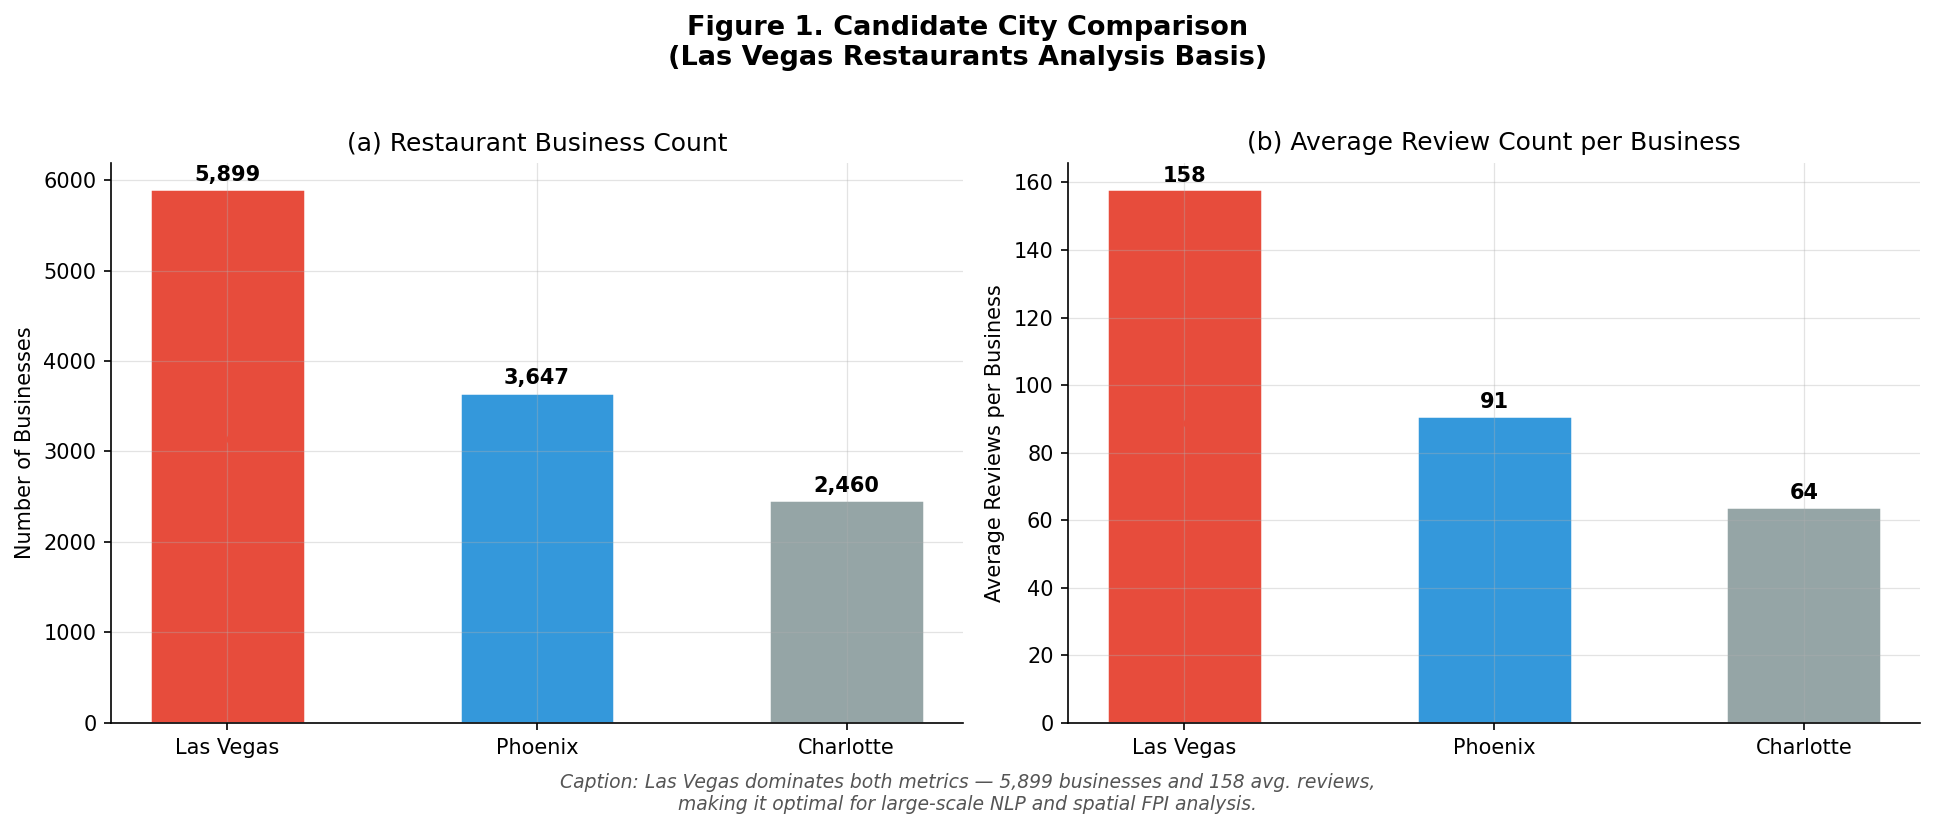 Figure 1. Candidate City Comparison
(Las Vegas Restaurants Analysis Basis)
(a) Restaurant Business Count
Number of Businesses
6000
5000
4000
3000
2000
1000
0
5,899
3,647
2,460
Las Vegas
Phoenix
Charlotte
(b) Average Review Count per Business
Average Reviews per Business
160
140
120
100
80
60
40
20
0
158
91
64
Las Vegas
Phoenix
Charlotte
Caption: Las Vegas dominates both metrics — 5,899 businesses and 158 avg. reviews,
making it optimal for large-scale NLP and spatial FPI analysis.